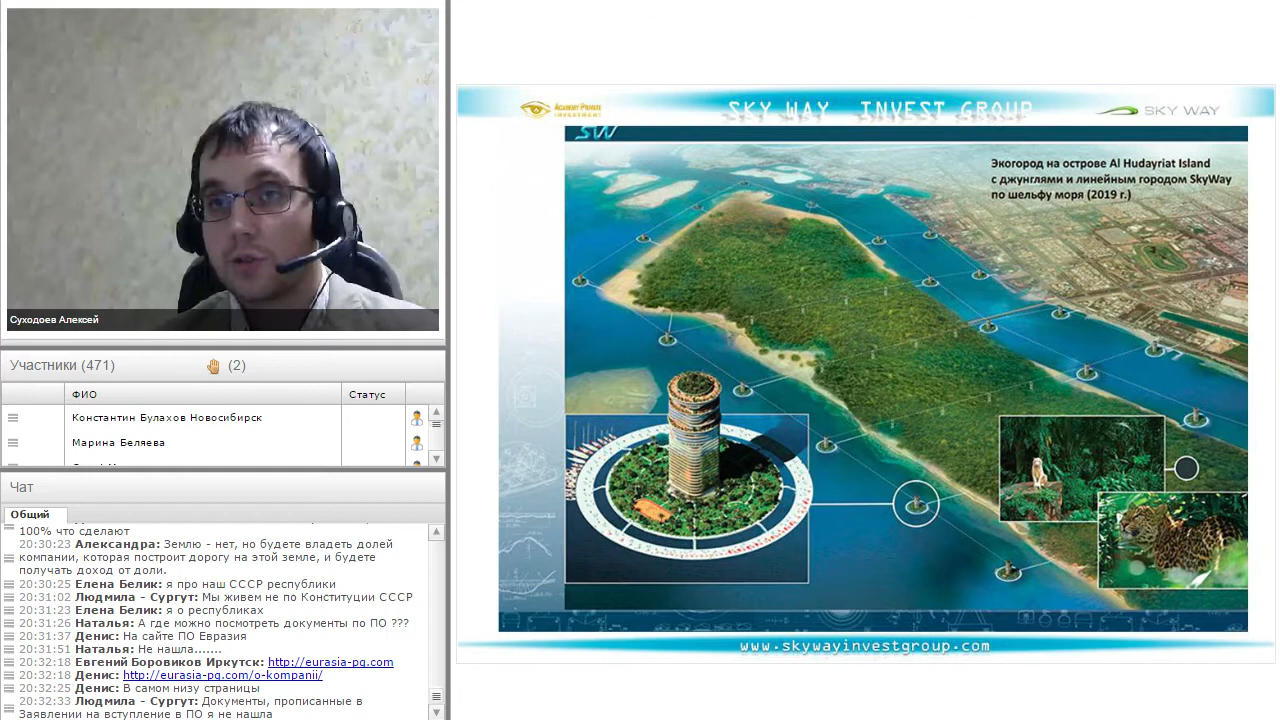 Суходоев Алексей
Участники (471)
(2)
ФИО
Статус
Константин Булахов Новосибирск
Марина Беляева
Чат
Общий
100% что сделают
20:30:23 Александра: Землю - нет, но будете владеть долей
компании, которая построит дорогу на этой земле, и будете
получать доход от доли.
20:30:25 Елена Белик: я про наш СССР республики
20:31:02 Людмила - Сургут: Мы живем не по Конституции СССР
20:31:23 Елена Белик: я о республиках
20:31:26 Наталья: А где можно посмотреть документы по ПО ???
20:31:37 Денис: На сайте ПО Евразия
20:31:51 Наталья: Не нашла.......
20:32:18 Евгений Боровиков Иркутск: http://eurasia-pq.com
20:32:18 Денис: http://eurasia-pq.com/o-kompanii/
20:32:25 Денис: В самом низу страницы
20:32:33 Людмила - Сургут: Документы, прописанные в
Заявлении на вступление в ПО я не нашла
ACADEMY PRIVATE
INVESTMENT
SKY WAY INVEST GROUP
SKY WAY
SW
Экогород на острове Al Hudayriat Island
с джунглями и линейным городом SkyWay
по шельфу моря (2019 г.)
www.skywayinvestgroup.com